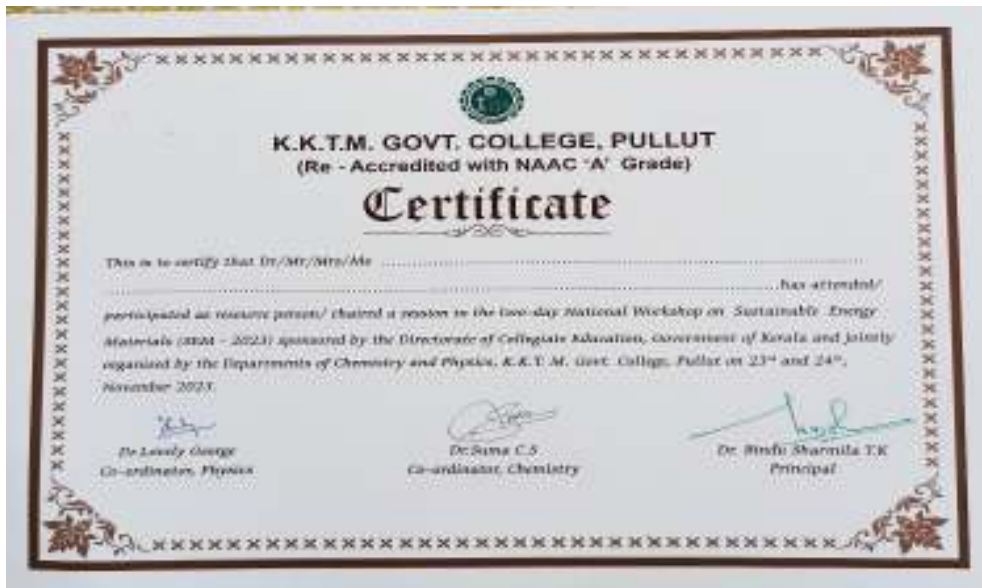 K.K.T.M. GOVT. COLLEGE, PULLUT
(Re - Accredited with NAAC 'A' Grade)
Certificate
This is to certify that Dr/Mr/Mrs/Ms ..........................................................................
..........................................................................has attended/
participated as resource person/ chaired a session in the two-day National Workshop on Sustainable Energy
Materials (SEM - 2023) sponsored by the Directorate of Collegiate Education, Government of Kerala and jointly
organized by the Departments of Chemistry and Physics, K.K.T. M. Govt. College, Pullut on 23rd and 24th,
November 2023.
Dr Lovely George
Co-ordinator, Physics
Dr.Suma C.S
Co-ordinator, Chemistry
Dr. Bindu Sharmila T.K
Principal